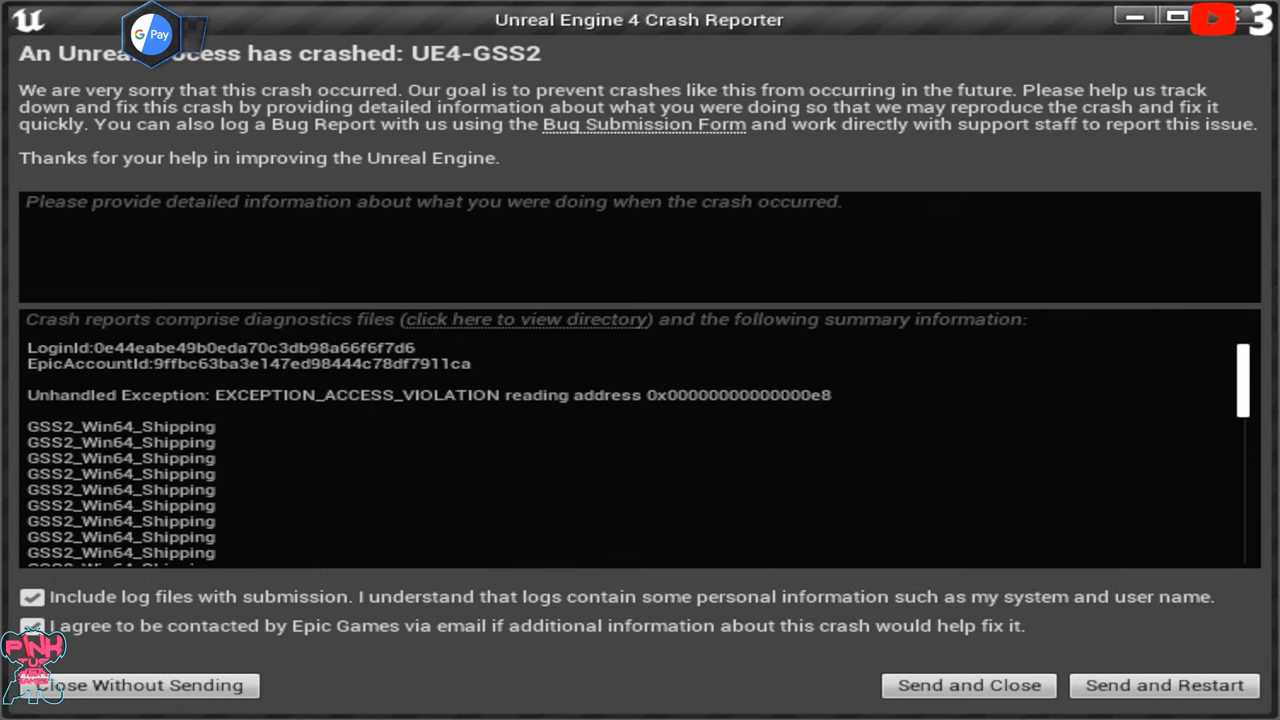 Unreal Engine 4 Crash Reporter
3
G Pay
An Unreal Process has crashed: UE4-GSS2
We are very sorry that this crash occurred. Our goal is to prevent crashes like this from occurring in the future. Please help us track
down and fix this crash by providing detailed information about what you were doing so that we may reproduce the crash and fix it
quickly. You can also log a Bug Report with us using the Bug Submission Form and work directly with support staff to report this issue.
Thanks for your help in improving the Unreal Engine.
Please provide detailed information about what you were doing when the crash occurred.
Crash reports comprise diagnostics files (click here to view directory) and the following summary information:
LoginId:0e44eabe49b0eda70c3db98a66f6f7d6
EpicAccountId:9ffbc63ba3e147ed98444c78df7911ca
Unhandled Exception: EXCEPTION_ACCESS_VIOLATION reading address 0x00000000000000e8
GSS2_Win64_Shipping
GSS2_Win64_Shipping
GSS2_Win64_Shipping
GSS2_Win64_Shipping
GSS2_Win64_Shipping
GSS2_Win64_Shipping
GSS2_Win64_Shipping
GSS2_Win64_Shipping
GSS2_Win64_Shipping
Include log files with submission. I understand that logs contain some personal information such as my system and user name.
I agree to be contacted by Epic Games via email if additional information about this crash would help fix it.
Close Without Sending
Send and Close
Send and Restart